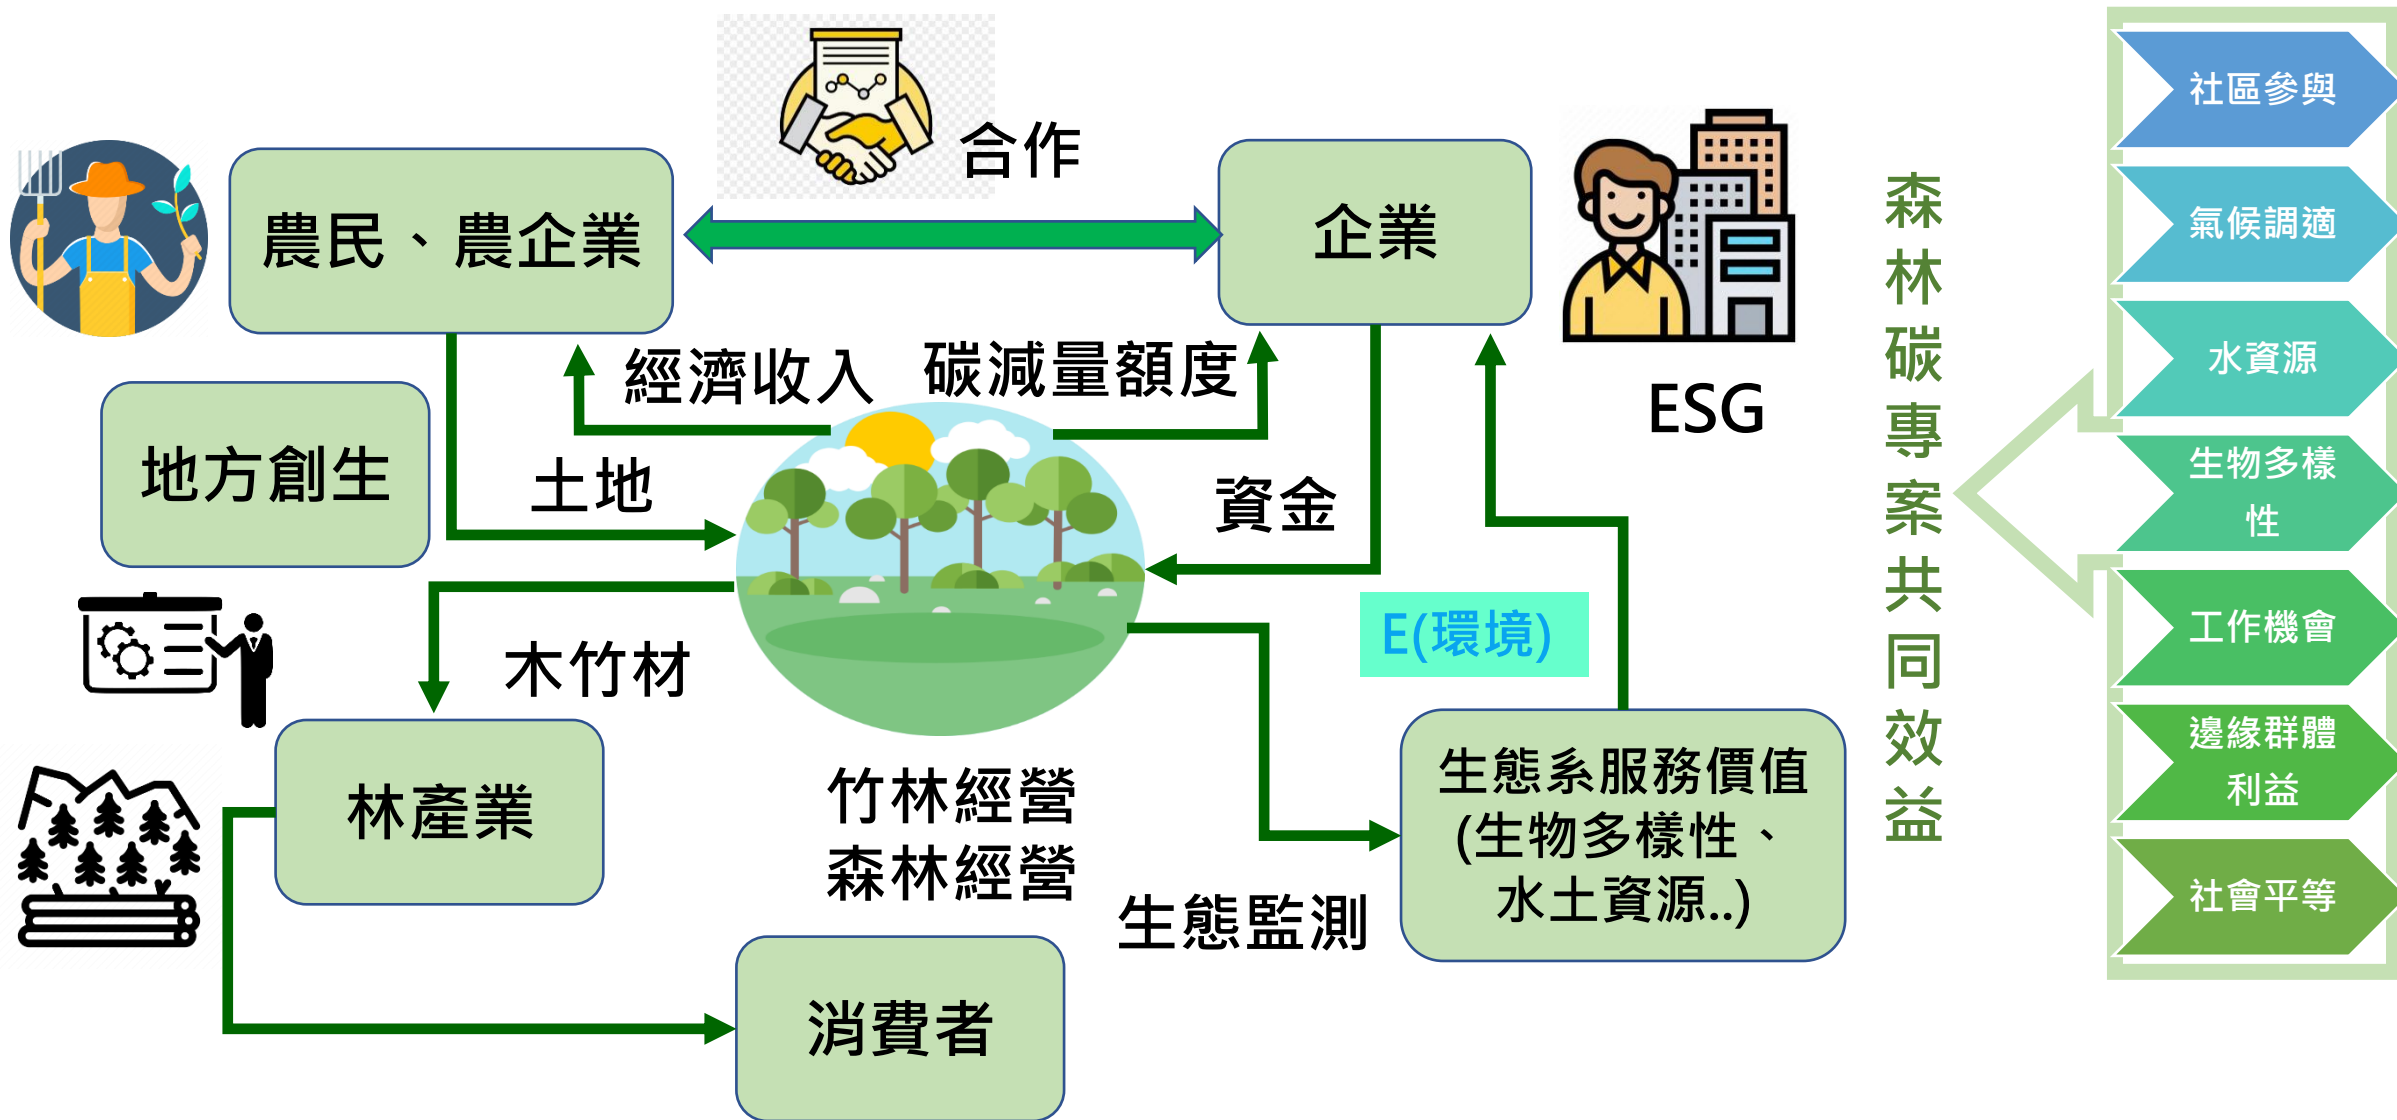 合作
農民、農企業
企業
經濟收入
碳減量額度
ESG
地方創生
土地
資金
E(環境)
木竹材
林產業
竹林經營
森林經營
生態系服務價值
(生物多樣性、
水土資源..)
生態監測
消費者
森林碳專案共同效益
社區參與
氣候調適
水資源
生物多樣
性
工作機會
邊緣群體
利益
社會平等